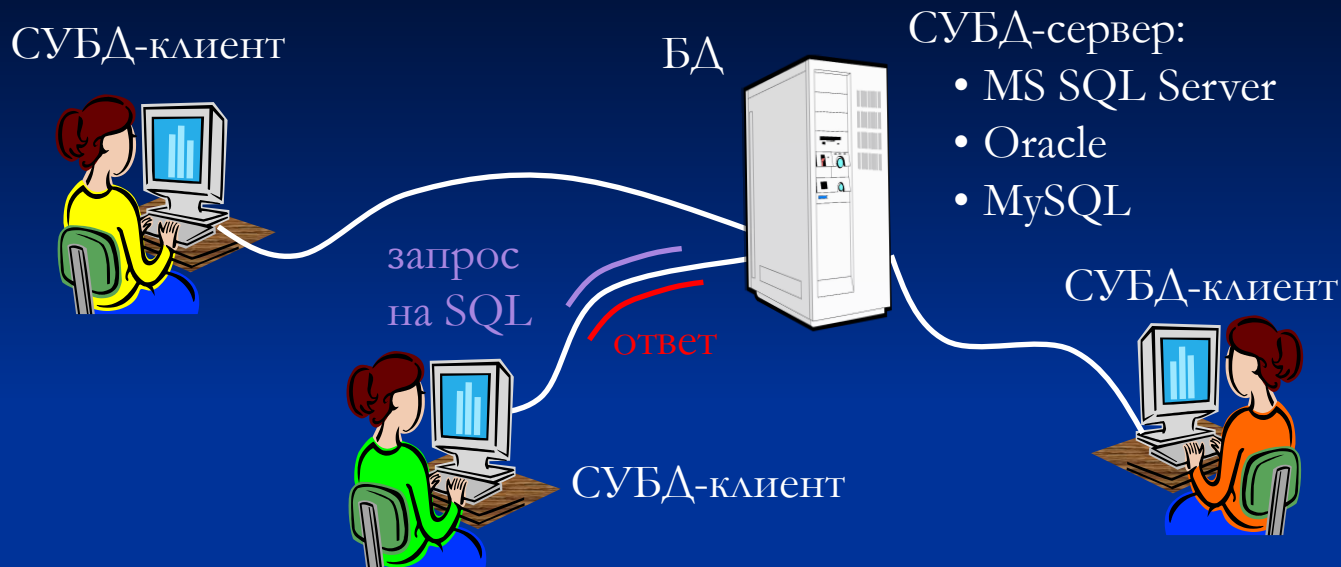 СУБД-клиент
БД
СУБД-сервер:
• MS SQL Server
• Oracle
• MySQL
запрос
на SQL
ответ
СУБД-клиент
СУБД-клиент